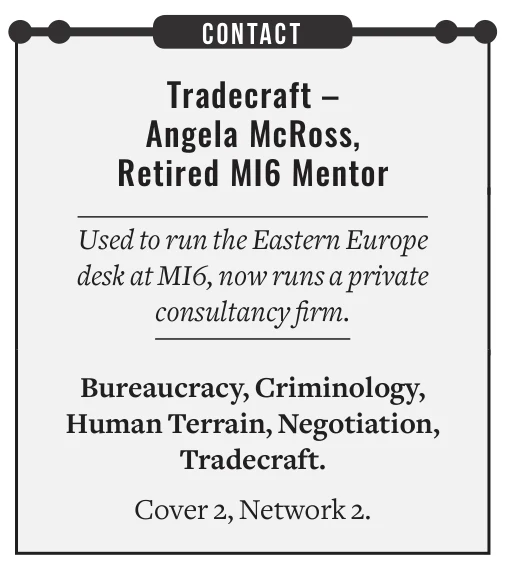 CONTACT
Tradecraft –
Angela McRoss,
Retired MI6 Mentor
Used to run the Eastern Europe
desk at MI6, now runs a private
consultancy firm.
Bureaucracy, Criminology,
Human Terrain, Negotiation,
Tradecraft.
Cover 2, Network 2.